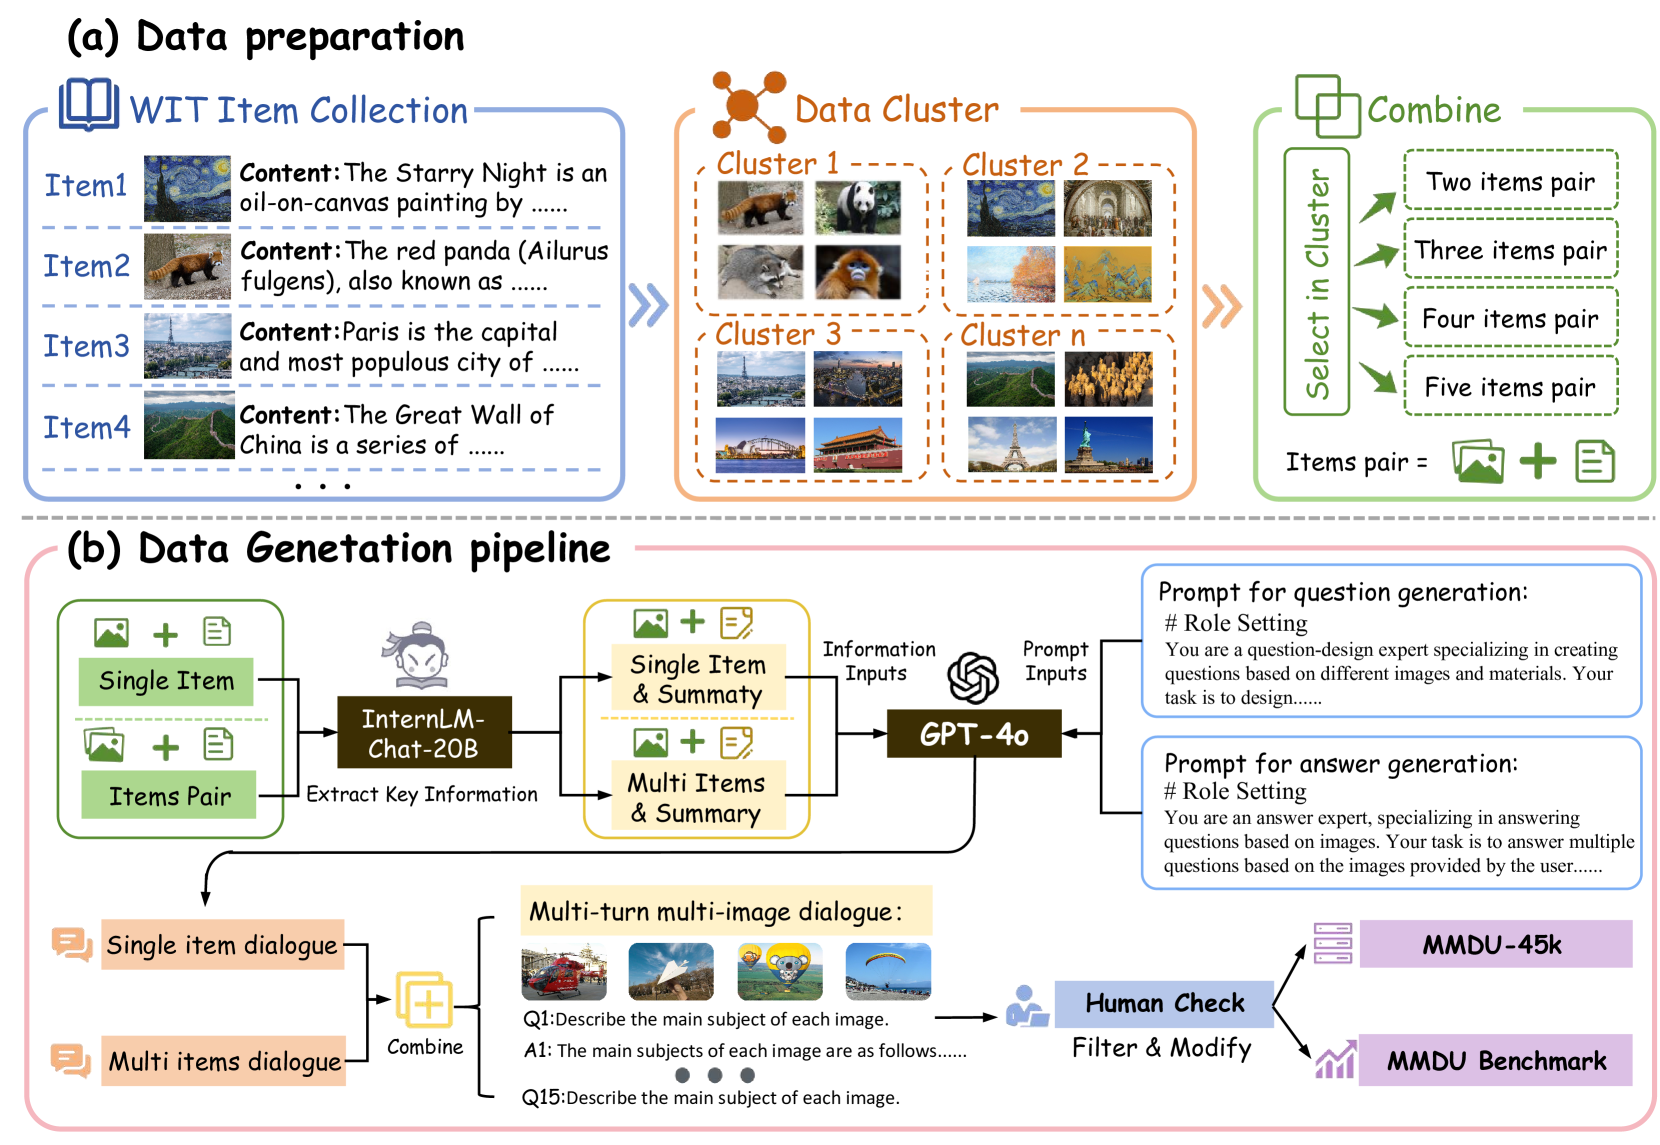 (a) Data preparation
WIT Item Collection
Item1
Content: The Starry Night is an
oil-on-canvas painting by ......
Item2
Content: The red panda (Ailurus
fulgens), also known as ......
Item3
Content: Paris is the capital
and most populous city of ......
Item4
Content: The Great Wall of
China is a series of ......
. . .
Data Cluster
Cluster 1
Cluster 2
Cluster 3
Cluster n
Combine
Select in Cluster
Two items pair
Three items pair
Four items pair
Five items pair
Items pair =
(b) Data Genetation pipeline
Single Item
Items Pair
InternLM-
Chat-20B
Extract Key Information
Single Item
& Summaty
Multi Items
& Summary
Information
Inputs
Prompt
Inputs
GPT-4o
Prompt for question generation:
# Role Setting
You are a question-design expert specializing in creating
questions based on different images and materials. Your
task is to design......
Prompt for answer generation:
# Role Setting
You are an answer expert, specializing in answering
questions based on images. Your task is to answer multiple
questions based on the images provided by the user......
Single item dialogue
Multi items dialogue
Combine
Multi-turn multi-image dialogue:
Q1:Describe the main subject of each image.
A1: The main subjects of each image are as follows......
Q15:Describe the main subject of each image.
Human Check
Filter & Modify
MMDU-45k
MMDU Benchmark